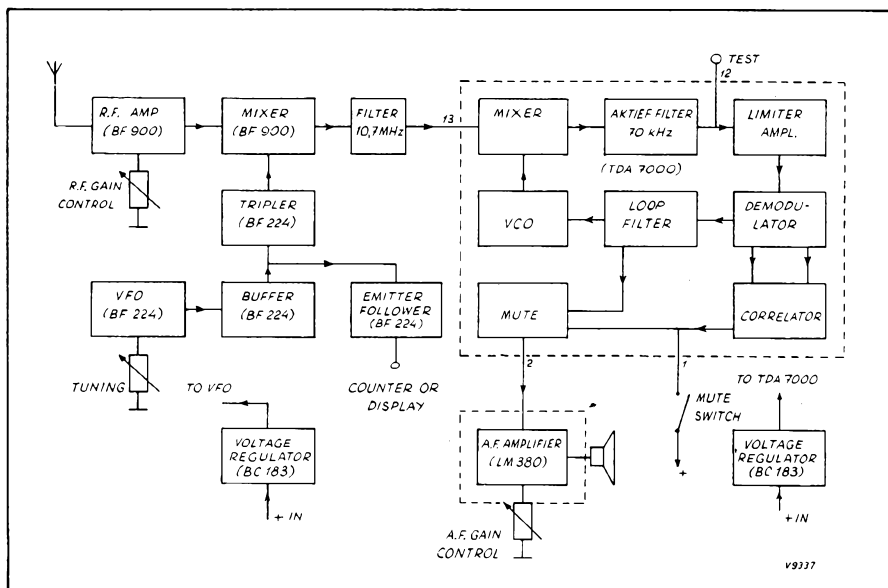 TEST
12
R.F. AMP
(BF 900)
MIXER
(BF 900)
FILTER
10,7MHz
13
MIXER
AKTIEF FILTER
70 kHz
LIMITER
AMPL.
(TDA 7000)
R.F. GAIN
CONTROL
TRIPLER
(BF 224)
VCO
LOOP
FILTER
DEMODU-
LATOR
VFO
(BF 224)
BUFFER
(BF 224)
EMITTER
FOLLOWER
(BF 224)
MUTE
CORRELATOR
TUNING
TO VFO
COUNTER OR
DISPLAY
2
1
MUTE
SWITCH
+
TO TDA 7000
VOLTAGE
REGULATOR
(BC 183)
+IN
A.F. AMPLIFIER
(LM 380)
VOLTAGE
REGULATOR
(BC 183)
+IN
A.F. GAIN
CONTROL
V9337